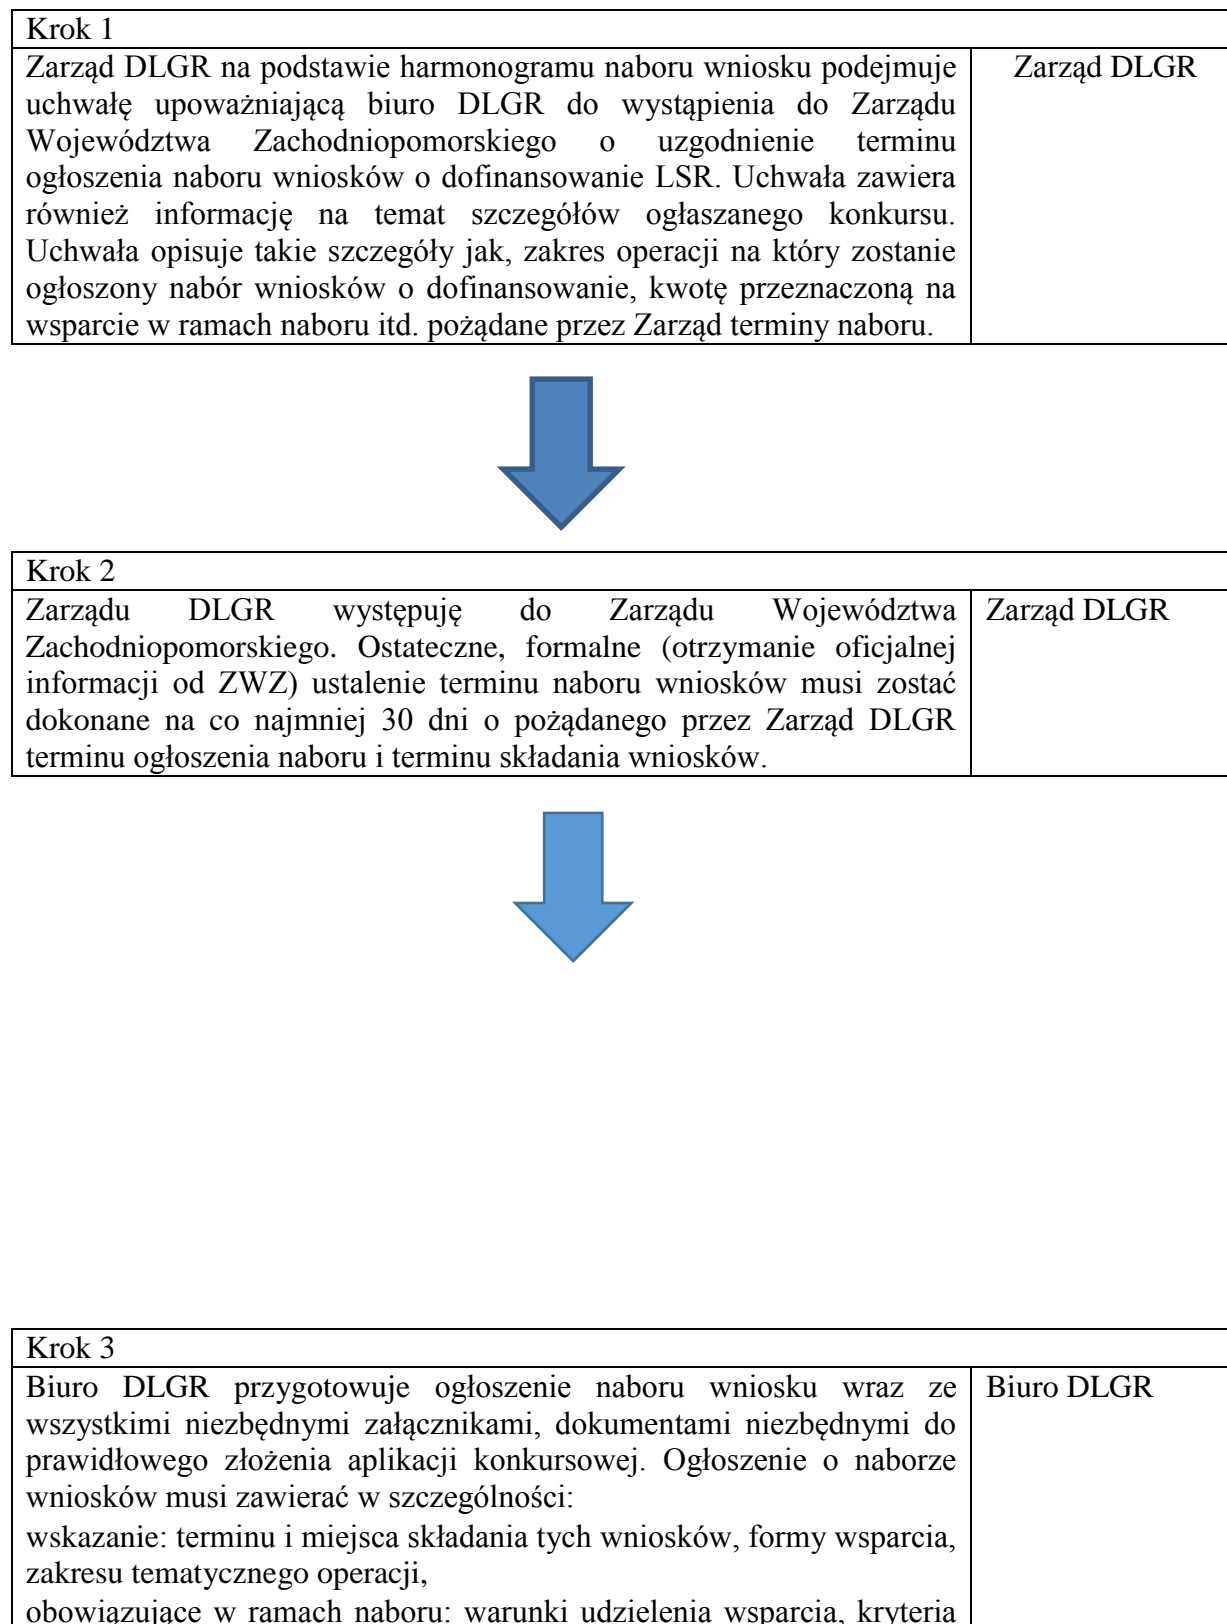 Krok 1
Zarząd DLGR na podstawie harmonogramu naboru wniosku podejmuje
uchwałę upoważniającą biuro DLGR do wystąpienia do Zarządu
Województwa Zachodniopomorskiego o uzgodnienie terminu
ogłoszenia naboru wniosków o dofinansowanie LSR. Uchwała zawiera
również informację na temat szczegółów ogłaszanego konkursu.
Uchwała opisuje takie szczegóły jak, zakres operacji na który zostanie
ogłoszony nabór wniosków o dofinansowanie, kwotę przeznaczoną na
wsparcie w ramach naboru itd. pożądane przez Zarząd terminy naboru.
Zarząd DLGR
Krok 2
Zarządu DLGR występuję do Zarządu Województwa
Zachodniopomorskiego. Ostateczne, formalne (otrzymanie oficjalnej
informacji od ZWZ) ustalenie terminu naboru wniosków musi zostać
dokonane na co najmniej 30 dni o pożądanego przez Zarząd DLGR
terminu ogłoszenia naboru i terminu składania wniosków.
Zarząd DLGR
Krok 3
Biuro DLGR przygotowuje ogłoszenie naboru wniosku wraz ze
wszystkimi niezbędnymi załącznikami, dokumentami niezbędnymi do
prawidłowego złożenia aplikacji konkursowej. Ogłoszenie o naborze
wniosków musi zawierać w szczególności:
wskazanie: terminu i miejsca składania tych wniosków, formy wsparcia,
zakresu tematycznego operacji,
obowiązujące w ramach naboru: warunki udzielenia wsparcia, kryteria
Biuro DLGR